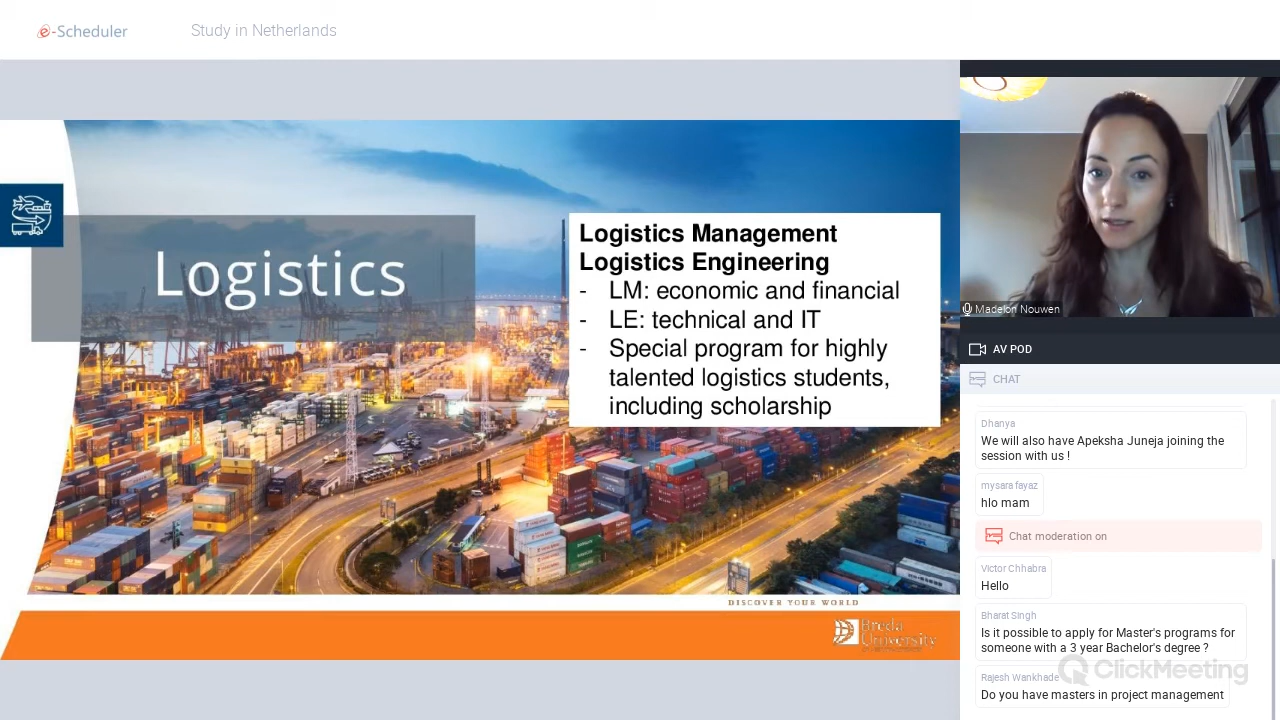 e-Scheduler
Study in Netherlands
Logistics
Logistics Management
Logistics Engineering
- LM: economic and financial
- LE: technical and IT
- Special program for highly
talented logistics students,
including scholarship
DISCOVER YOUR WORLD
Breda
University
Madelon Nouwen
AV POD
CHAT
Dhanya
We will also have Apeksha Juneja joining the
session with us !
mysara fayaz
hlo mam
Chat moderation on
Victor Chhabra
Hello
Bharat Singh
Is it possible to apply for Master's programs for
someone with a 3 year Bachelor's degree ?
Rajesh Wankhade
Do you have masters in project management
ClickMeeting